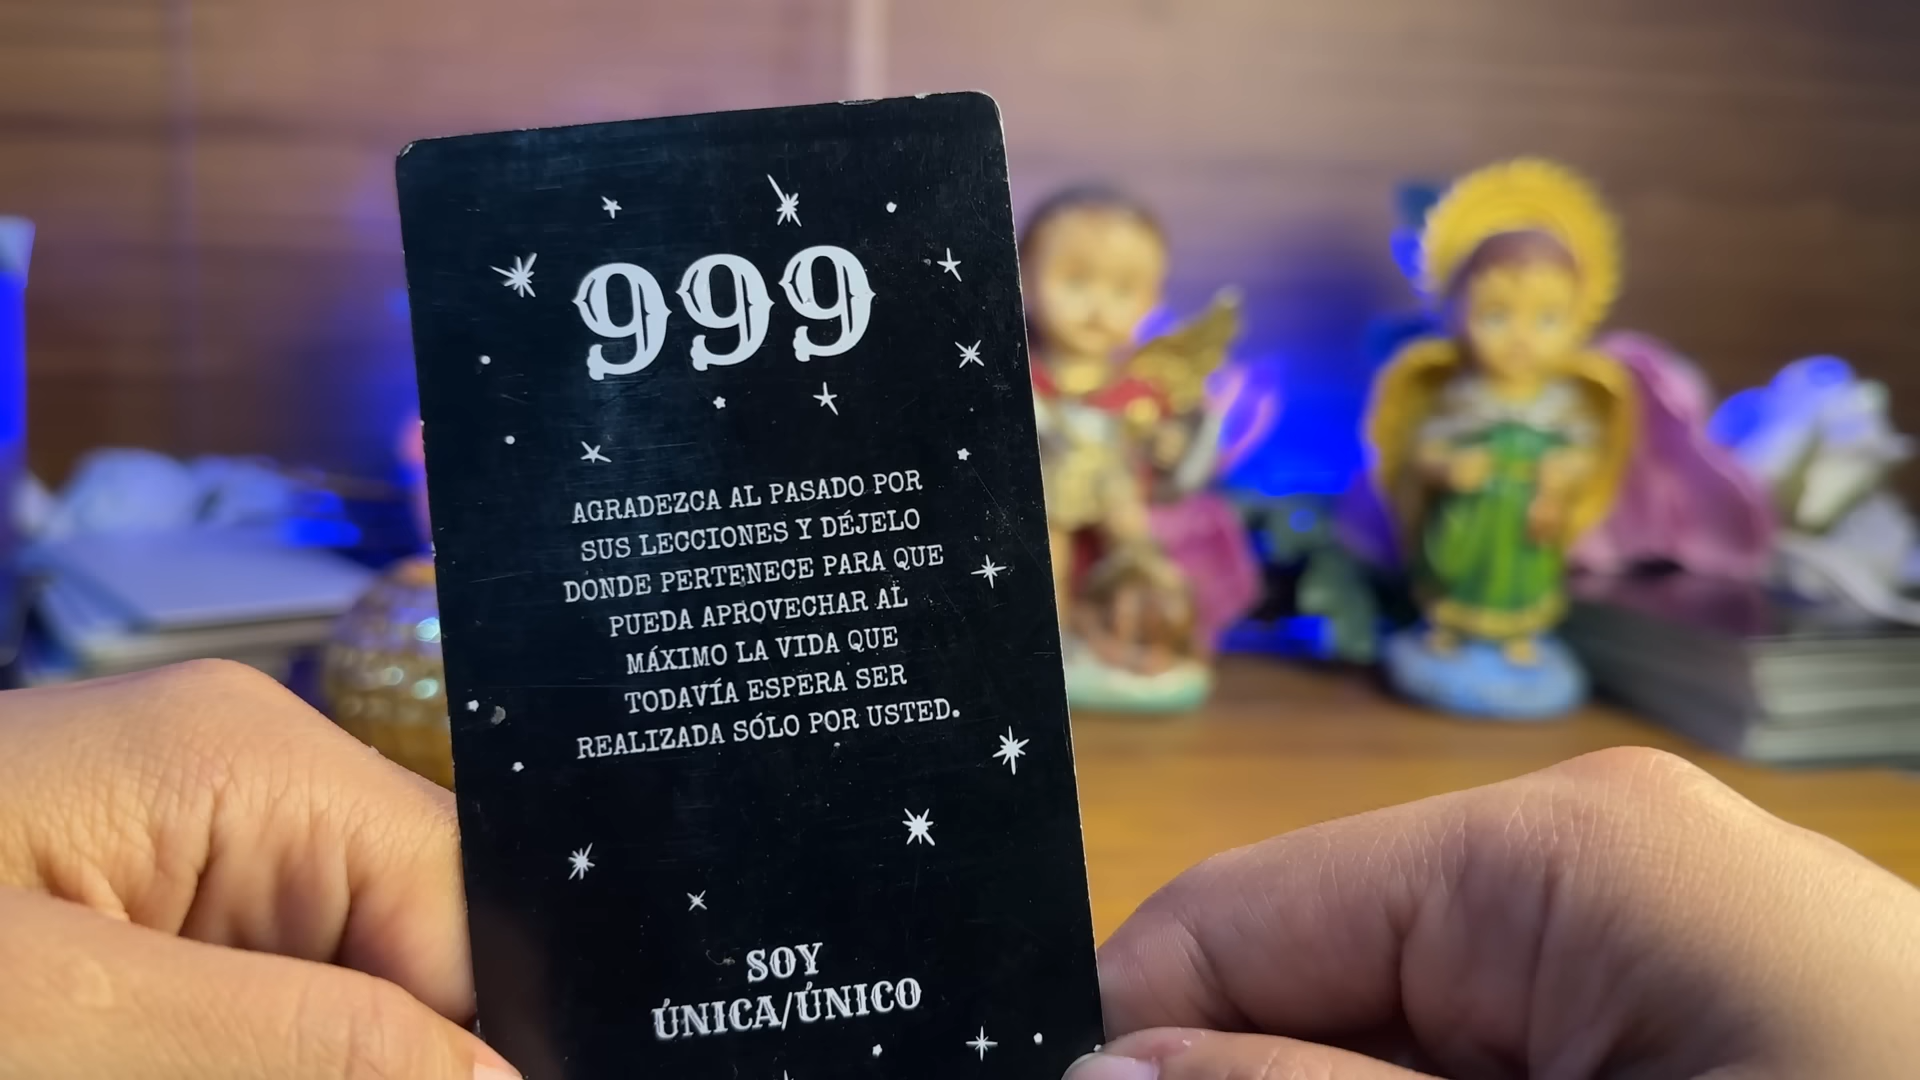 999
AGRADEZCA AL PASADO POR
SUS LECCIONES Y DÉJELO
DONDE PERTENECE PARA QUE
PUEDA APROVECHAR AL
MÁXIMO LA VIDA QUE
TODAVÍA ESPERA SER
REALIZADA SÓLO POR USTED.
SOY
ÚNICA/ÚNICO